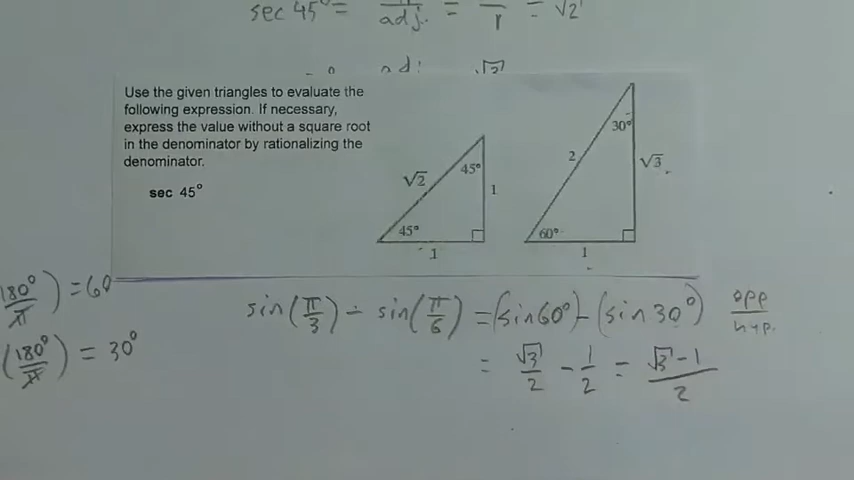 sec 45° = adj. = 1 = √2
√3
Use the given triangles to evaluate the
following expression. If necessary,
express the value without a square root
in the denominator by rationalizing the
denominator.
sec 45°
√2 45° 1 45° 1
2 30° √3 60° 1
180°/π ) = 60
(180°/π) = 30°
sin(π/3) - sin(π/6) = (sin60°) - (sin 30°) opp/hyp.
= √3/2 - 1/2 = √3-1/2